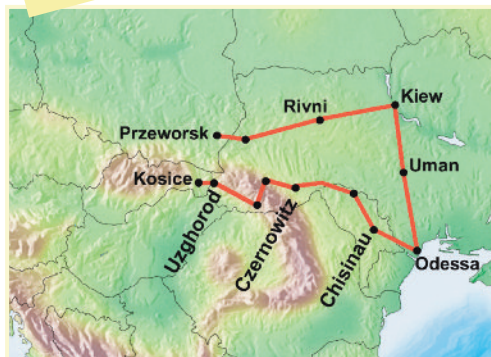 Kiew
Rivni
Przeworsk
Uman
Kosice
Uzghorod
Czernowitz
Chisinau
Odessa